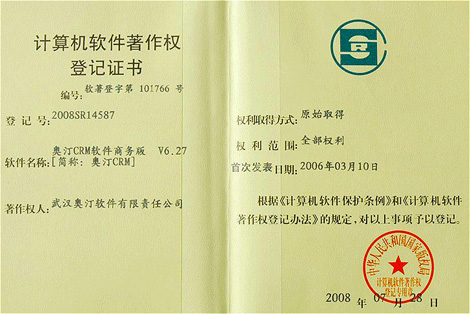 计算机软件著作权
登记证书
编号: 软著登字第 101766 号
登记号: 2008SR14587
奥汀CRM软件商务版 V6.27
软件名称: [简称: 奥汀CRM]
著作权人: 武汉奥汀软件有限责任公司
权利取得方式: 原始取得
权利范围: 全部权利
首次发表日期: 2006年03月10日
根据《计算机软件保护条例》和《计算机软件
著作权登记办法》的规定,对以上事项予以登记。
中华人民共和国国家版权局
计算机软件著作权
登记专用章
2008 年 07 月 28 日